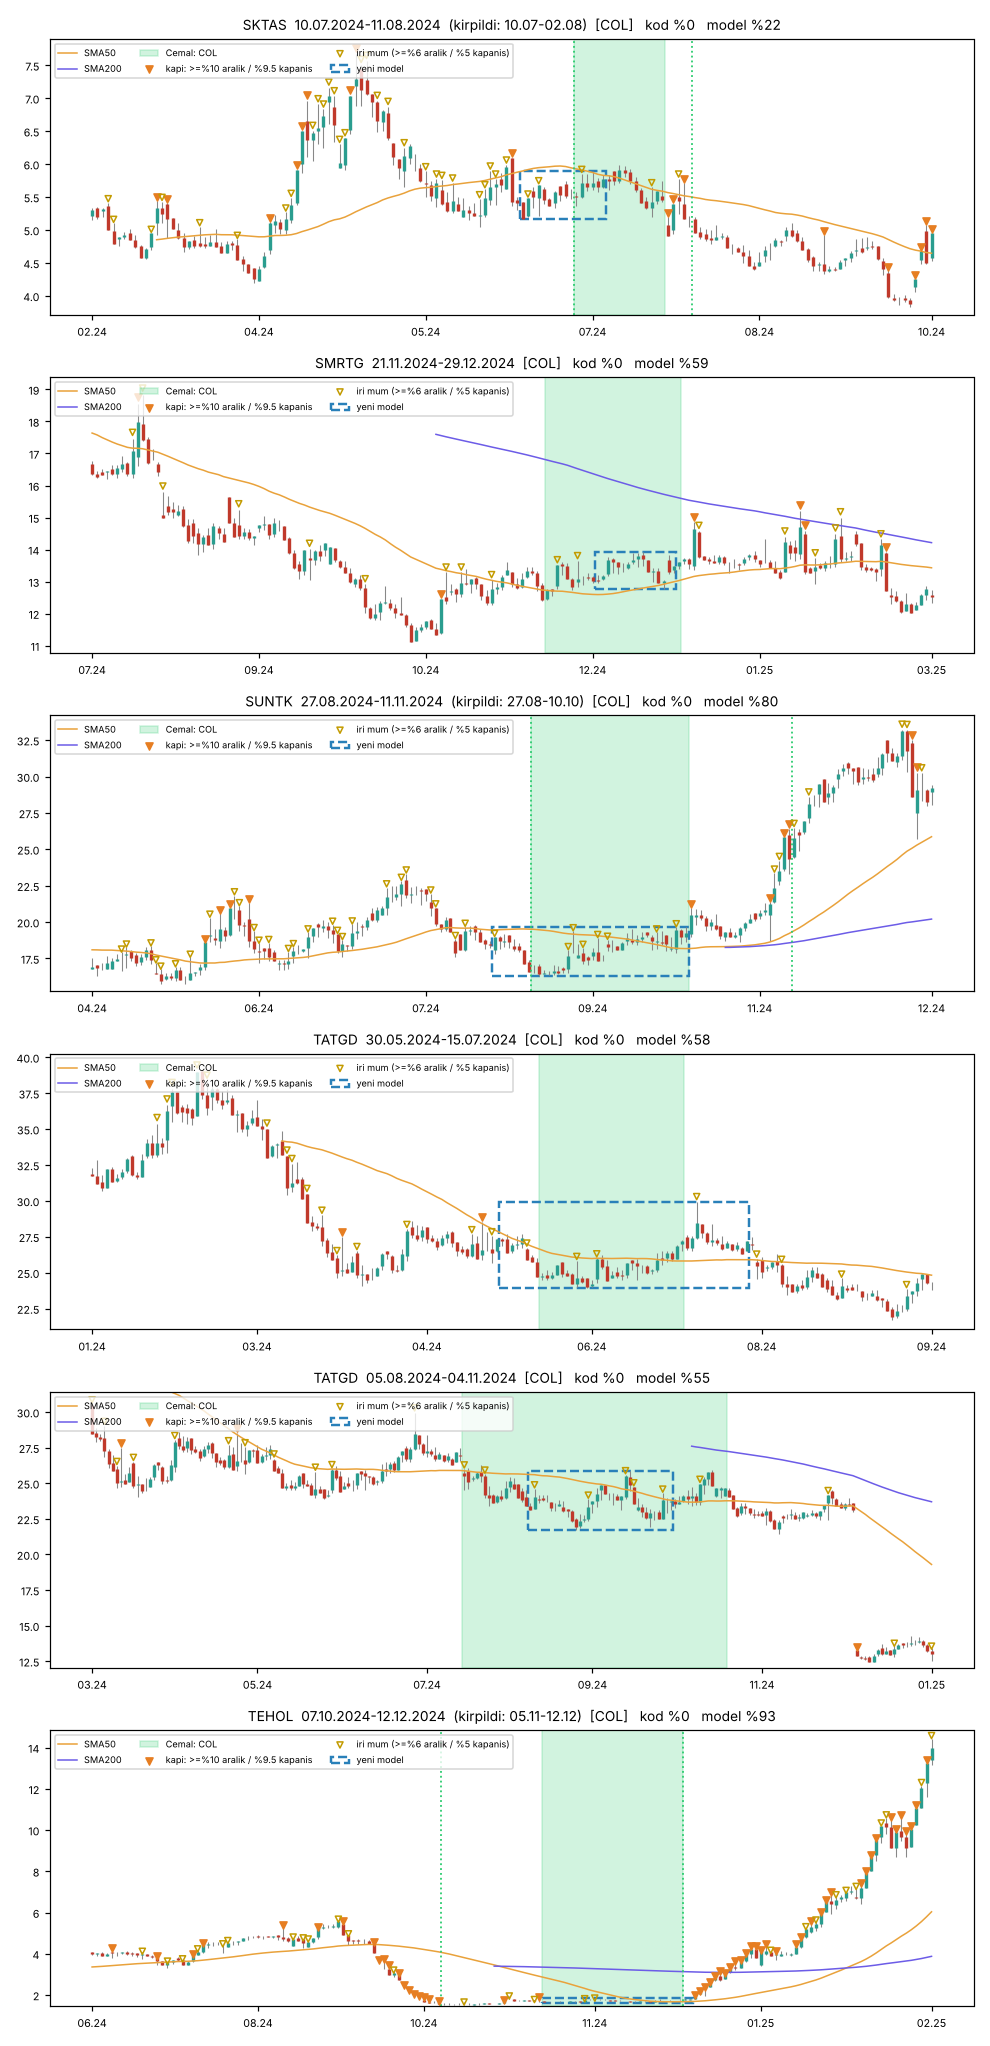 SKTAS 10.07.2024-11.08.2024 (kirpildi: 10.07-02.08) [COL] kod %0 model %22
SMA50 Cemal: COL iri mum (>=%6 aralik / %5 kapanis)
SMA200 kapi: >=%10 aralik / %9.5 kapanis yeni model
7.5
7.0
6.5
6.0
5.5
5.0
4.5
4.0
02.24 04.24 05.24 07.24 08.24 10.24
SMRTG 21.11.2024-29.12.2024 [COL] kod %0 model %59
SMA50 Cemal: COL iri mum (>=%6 aralik / %5 kapanis)
SMA200 kapi: >=%10 aralik / %9.5 kapanis yeni model
19
18
17
16
15
14
13
12
11
07.24 09.24 10.24 12.24 01.25 03.25
SUNTK 27.08.2024-11.11.2024 (kirpildi: 27.08-10.10) [COL] kod %0 model %80
SMA50 Cemal: COL iri mum (>=%6 aralik / %5 kapanis)
SMA200 kapi: >=%10 aralik / %9.5 kapanis yeni model
32.5
30.0
27.5
25.0
22.5
20.0
17.5
04.24 06.24 07.24 09.24 11.24 12.24
TATGD 30.05.2024-15.07.2024 [COL] kod %0 model %58
SMA50 Cemal: COL iri mum (>=%6 aralik / %5 kapanis)
SMA200 kapi: >=%10 aralik / %9.5 kapanis yeni model
40.0
37.5
35.0
32.5
30.0
27.5
25.0
22.5
01.24 03.24 04.24 06.24 08.24 09.24
TATGD 05.08.2024-04.11.2024 [COL] kod %0 model %55
SMA50 Cemal: COL iri mum (>=%6 aralik / %5 kapanis)
SMA200 kapi: >=%10 aralik / %9.5 kapanis yeni model
30.0
27.5
25.0
22.5
20.0
17.5
15.0
12.5
03.24 05.24 07.24 09.24 11.24 01.25
TEHOL 07.10.2024-12.12.2024 (kirpildi: 05.11-12.12) [COL] kod %0 model %93
SMA50 Cemal: COL iri mum (>=%6 aralik / %5 kapanis)
SMA200 kapi: >=%10 aralik / %9.5 kapanis yeni model
14
12
10
8
6
4
2
06.24 08.24 10.24 11.24 01.25 02.25